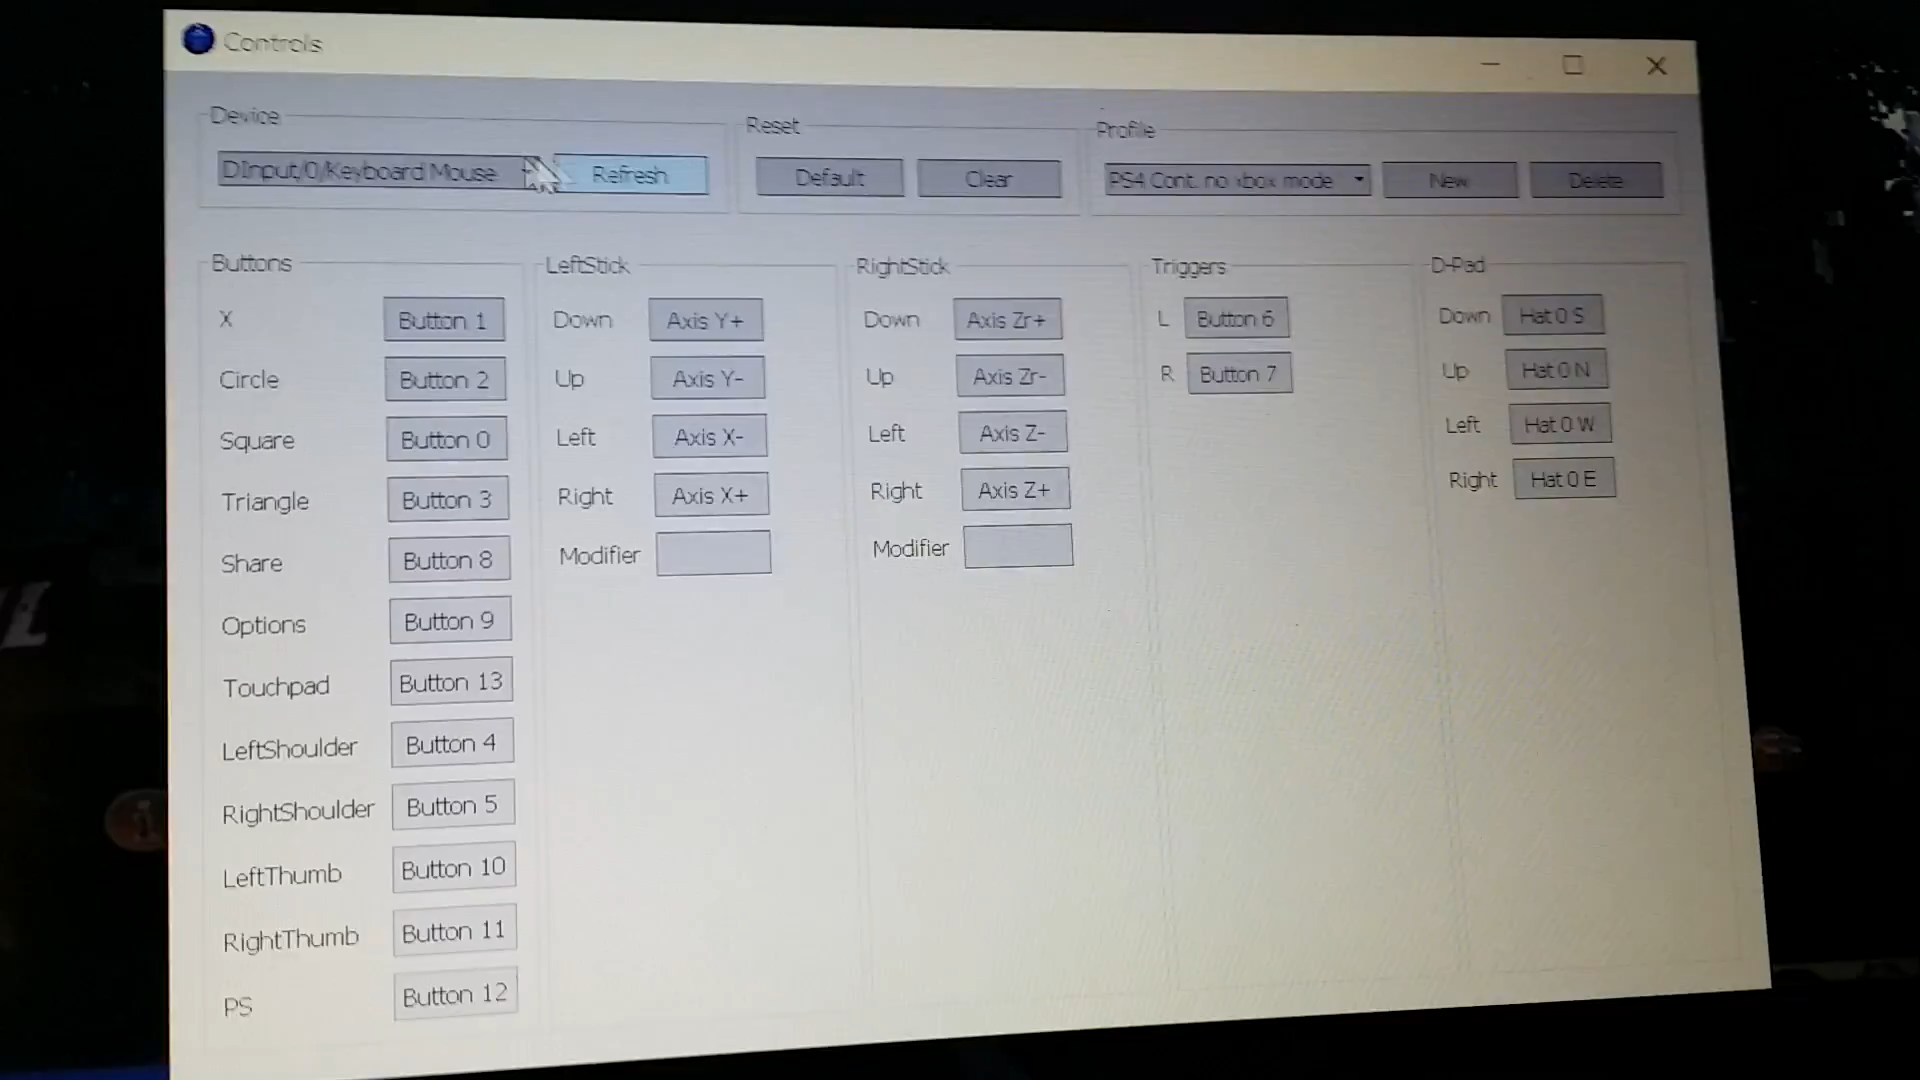 Controls
Device
DInput/0/Keyboard Mouse
Refresh
Reset
Default
Clear
Profile
PS4 Cont. no xbox mode
New
Delete
Buttons
X
Button 1
Circle
Button 2
Square
Button 0
Triangle
Button 3
Share
Button 8
Options
Button 9
Touchpad
Button 13
LeftShoulder
Button 4
RightShoulder
Button 5
LeftThumb
Button 10
RightThumb
Button 11
PS
Button 12
LeftStick
Down
Axis Y+
Up
Axis Y-
Left
Axis X-
Right
Axis X+
Modifier
RightStick
Down
Axis Zr+
Up
Axis Zr-
Left
Axis Z-
Right
Axis Z+
Modifier
Triggers
L
Button 6
R
Button 7
D-Pad
Down
Hat 0 S
Up
Hat 0 N
Left
Hat 0 W
Right
Hat 0 E